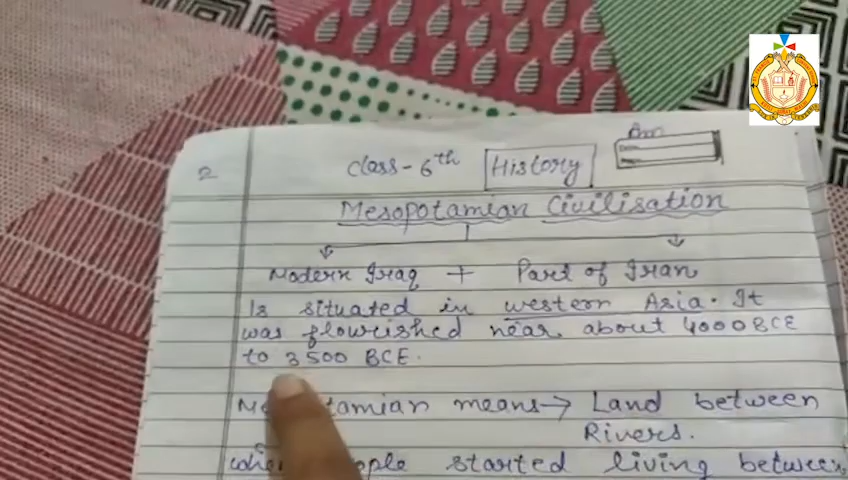 2
Class - 6th History
Mesopotamian Civilisation
Modern Iraq + Part of Iran
Is situated in western Asia. It
was flourished near about 4000 BCE
to 3500 BCE.
means → Land between
Rivers.
started living between